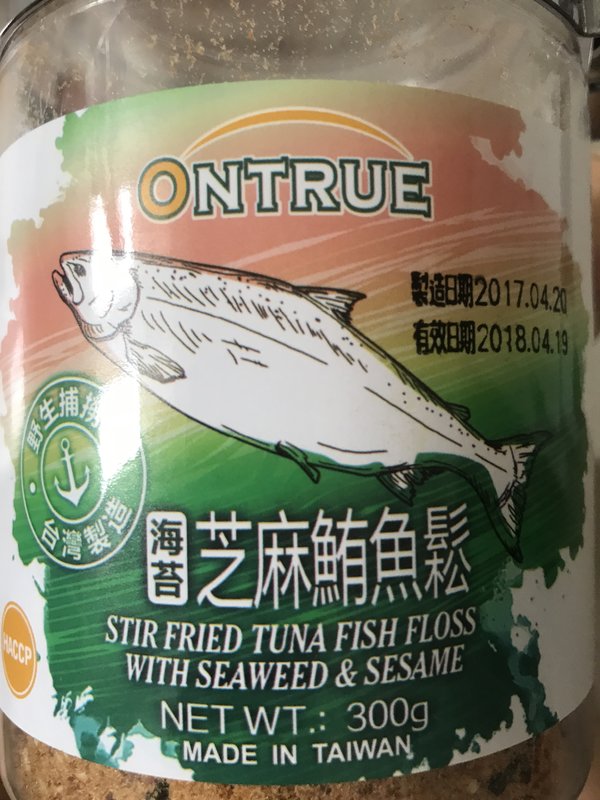 ONTRUE
製造日期2017.04.20
有效日期2018.04.19
野生捕撈
台灣製造
海苔
芝麻鮪魚鬆
STIR FRIED TUNA FISH FLOSS
WITH SEAWEED & SESAME
HACCP
NET WT.: 300g
MADE IN TAIWAN